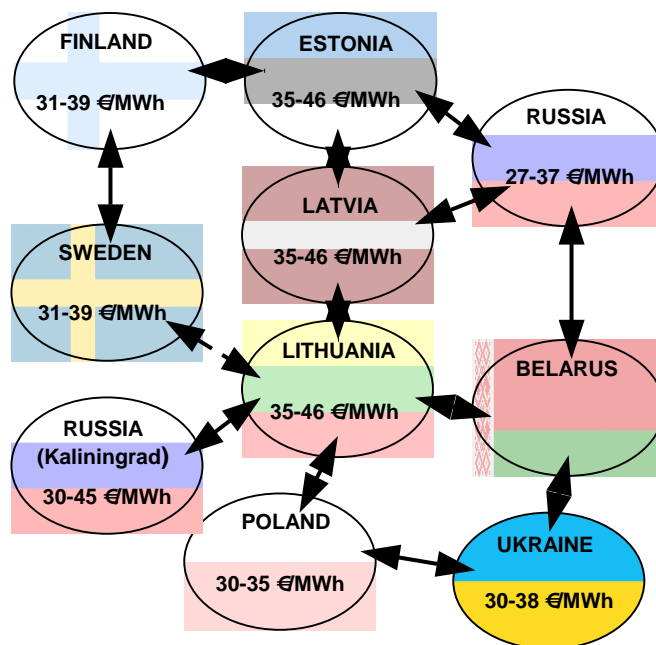 FINLAND
31-39 €/MWh
ESTONIA
35-46 €/MWh
RUSSIA
27-37 €/MWh
LATVIA
35-46 €/MWh
SWEDEN
31-39 €/MWh
LITHUANIA
35-46 €/MWh
BELARUS
RUSSIA
(Kaliningrad)
30-45 €/MWh
POLAND
30-35 €/MWh
UKRAINE
30-38 €/MWh